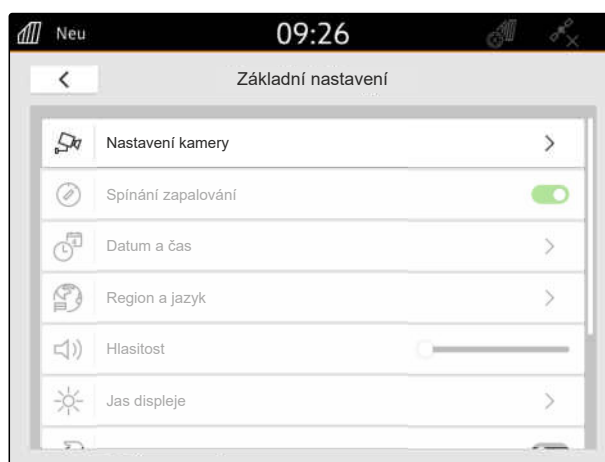 Neu
09:26
Základní nastavení
Nastavení kamery
Spínání zapalování
Datum a čas
Region a jazyk
Hlasitost
Jas displeje